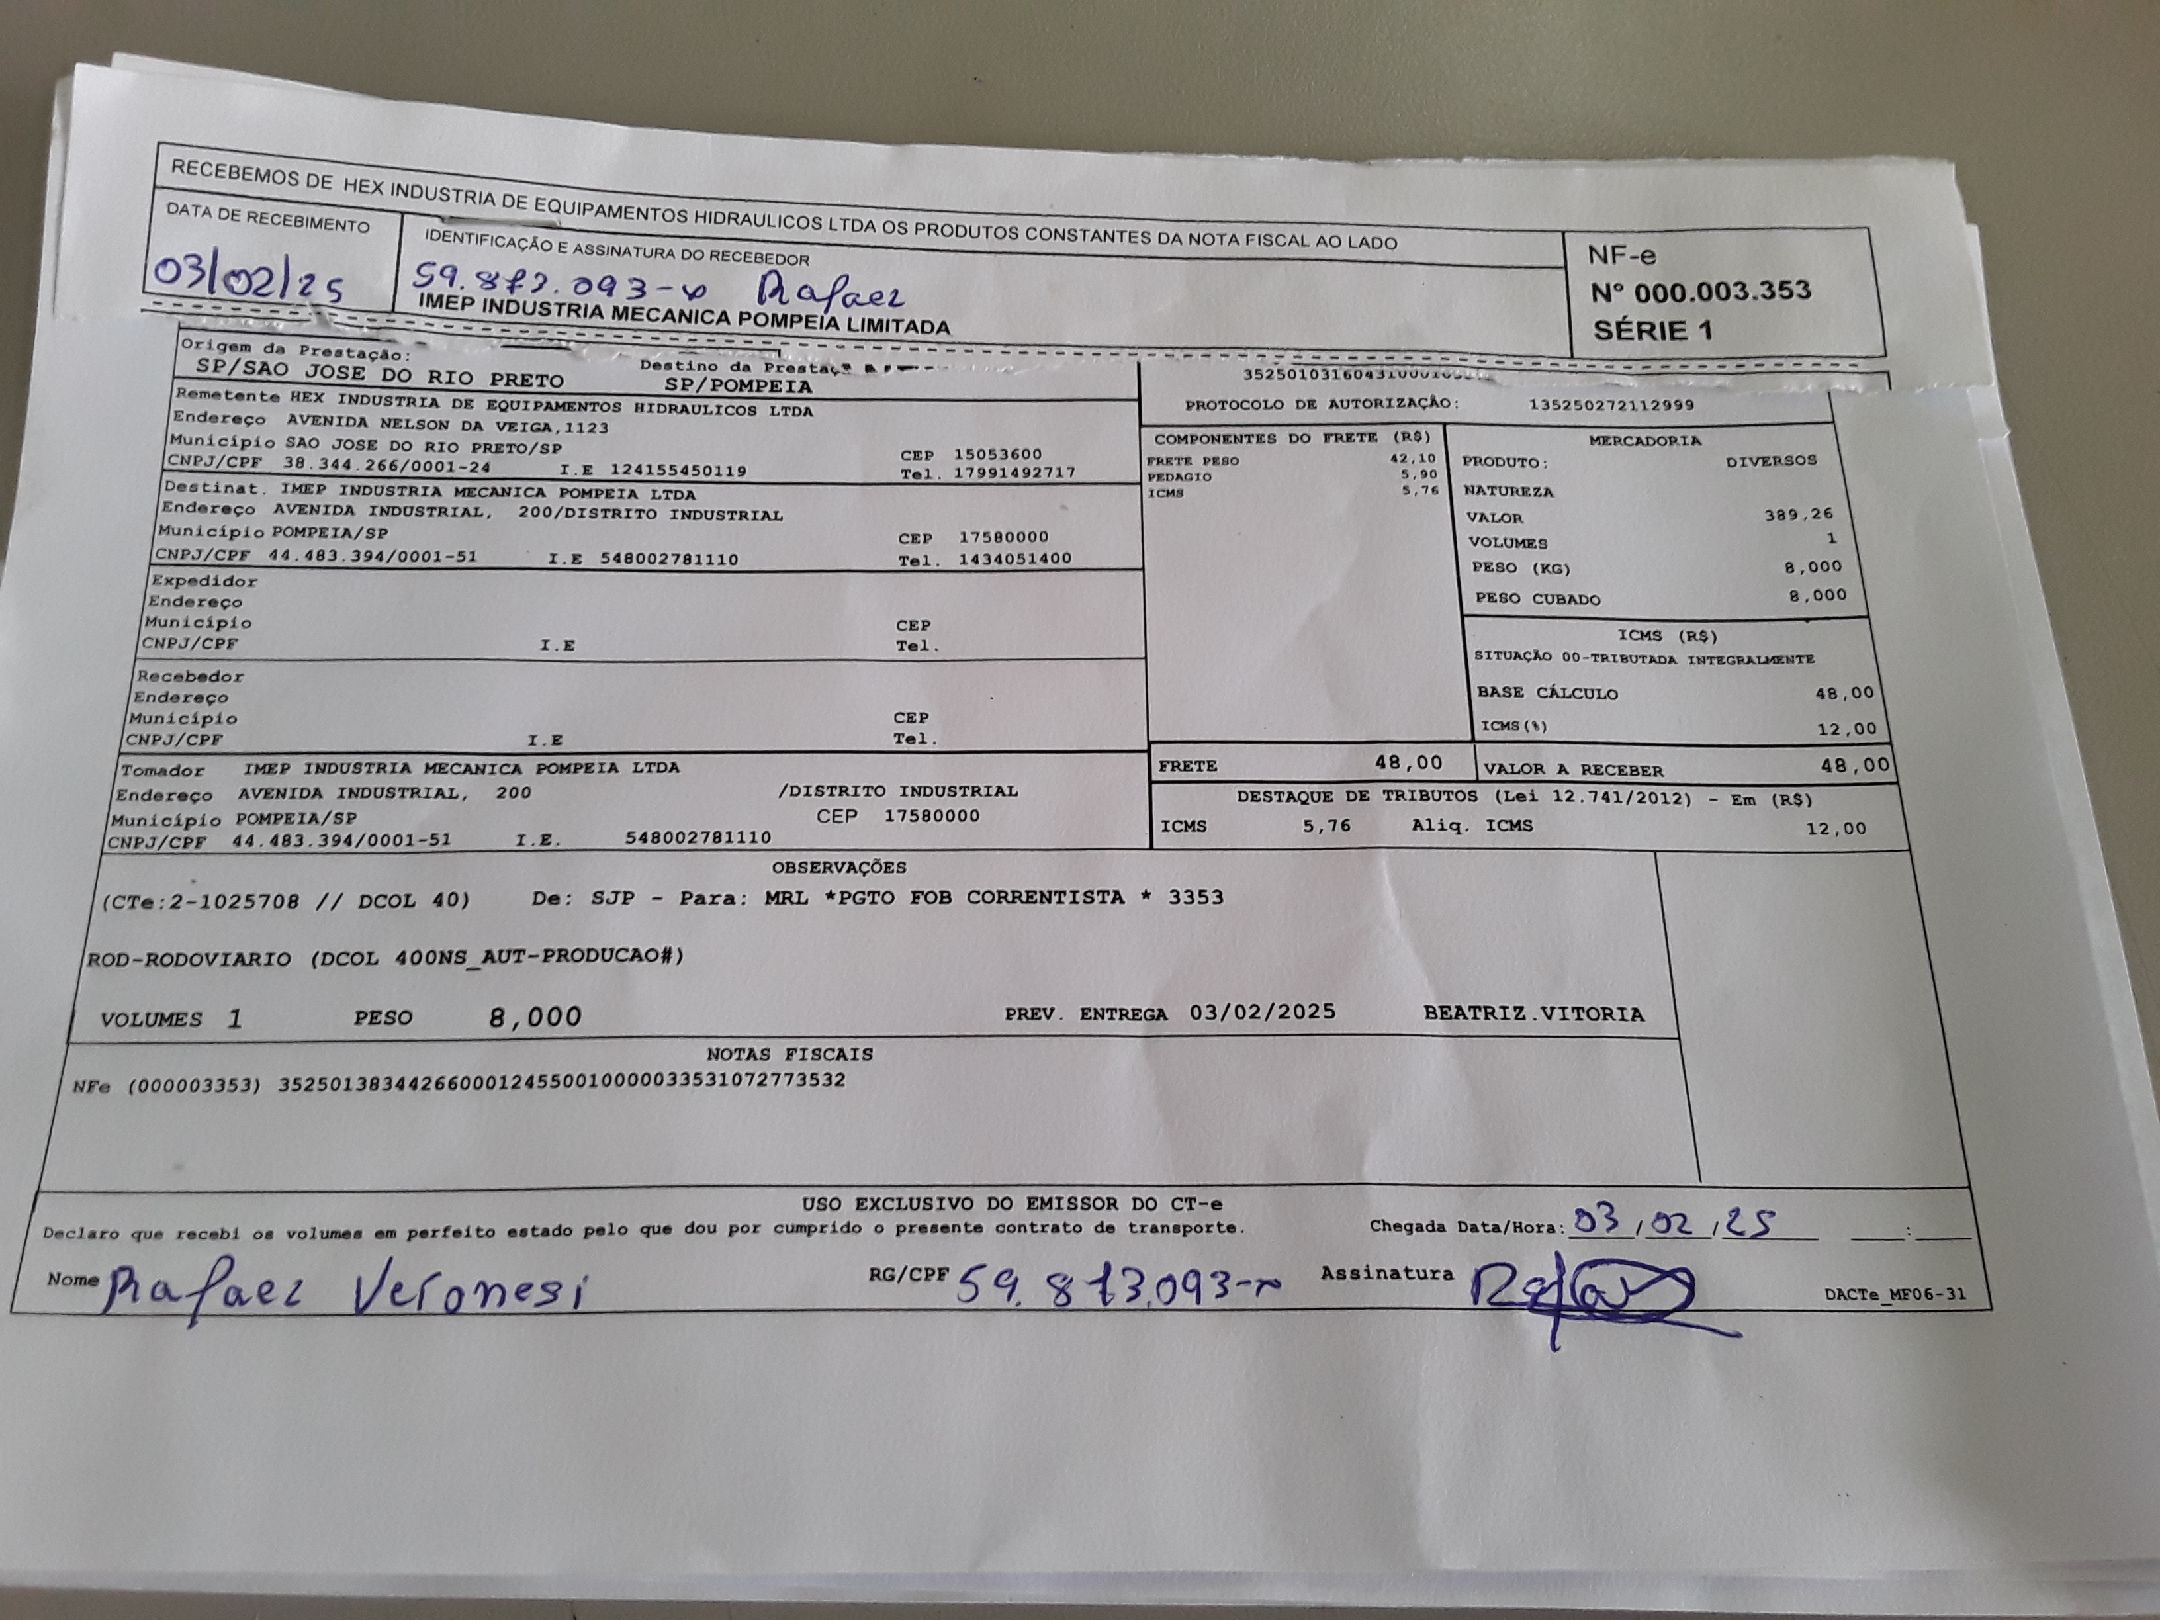 RECEBEMOS DE HEX INDUSTRIA DE EQUIPAMENTOS HIDRAULICOS LTDA OS PRODUTOS CONSTANTES DA NOTA FISCAL AO LADO
DATA DE RECEBIMENTO IDENTIFICAÇÃO E ASSINATURA DO RECEBEDOR
03/02/25 Rafael
IMEP INDUSTRIA MECANICA POMPEIA LIMITADA
NF-e
Nº 000.003.353
SÉRIE 1
Origem da Prestação: Destino da
SP/SAO JOSE DO RIO PRETO SP/POMPEIA
Remetente HEX INDUSTRIA DE EQUIPAMENTOS HIDRAULICOS LTDA
Endereço AVENIDA NELSON DA VEIGA,1123
Município SAO JOSE DO RIO PRETO/SP CEP 15053600
CNPJ/CPF 38.344.266/0001-24 I.E 124155450119 Tel. 17991492717
Destinat. IMEP INDUSTRIA MECANICA POMPEIA LTDA
Endereço AVENIDA INDUSTRIAL, 200/DISTRITO INDUSTRIAL
Município POMPEIA/SP CEP 17580000
CNPJ/CPF 44.483.394/0001-51 I.E 548002781110 Tel. 1434051400
Expedidor
Endereço
Município CEP
CNPJ/CPF I.E Tel.
Recebedor
Endereço
Município CEP
CNPJ/CPF I.E Tel.
Tomador IMEP INDUSTRIA MECANICA POMPEIA LTDA
Endereço AVENIDA INDUSTRIAL, 200 /DISTRITO INDUSTRIAL
Município POMPEIA/SP CEP 17580000
CNPJ/CPF 44.483.394/0001-51 I.E. 548002781110
PROTOCOLO DE AUTORIZAÇÃO: 135250272112999
COMPONENTES DO FRETE (R$)
FRETE PESO 42,10
PEDAGIO 5,90
ICMS 5,76
MERCADORIA
PRODUTO: DIVERSOS
NATUREZA
VALOR 389,26
VOLUMES 1
PESO (KG) 8,000
PESO CUBADO 8,000
ICMS (R$)
SITUAÇÃO 00-TRIBUTADA INTEGRALMENTE
BASE CÁLCULO 48,00
ICMS(%) 12,00
FRETE 48,00 VALOR A RECEBER 48,00
DESTAQUE DE TRIBUTOS (Lei 12.741/2012) - Em (R$)
ICMS 5,76 Aliq. ICMS 12,00
OBSERVAÇÕES
(CTe:2-1025708 // DCOL 40) De: SJP - Para: MRL *PGTO FOB CORRENTISTA * 3353
ROD-RODOVIARIO (DCOL 400NS_AUT-PRODUCAO#)
VOLUMES 1 PESO 8,000 PREV. ENTREGA 03/02/2025 BEATRIZ.VITORIA
NOTAS FISCAIS
NFe (000003353) 35250138344266000124550010000033531072773532
USO EXCLUSIVO DO EMISSOR DO CT-e
Declaro que recebi os volumes em perfeito estado pelo que dou por cumprido o presente contrato de transporte. Chegada Data/Hora: 03/02/25 __:__
Nome Rafael Veronesi RG/CPF Assinatura Rafael DACTe_MF06-31